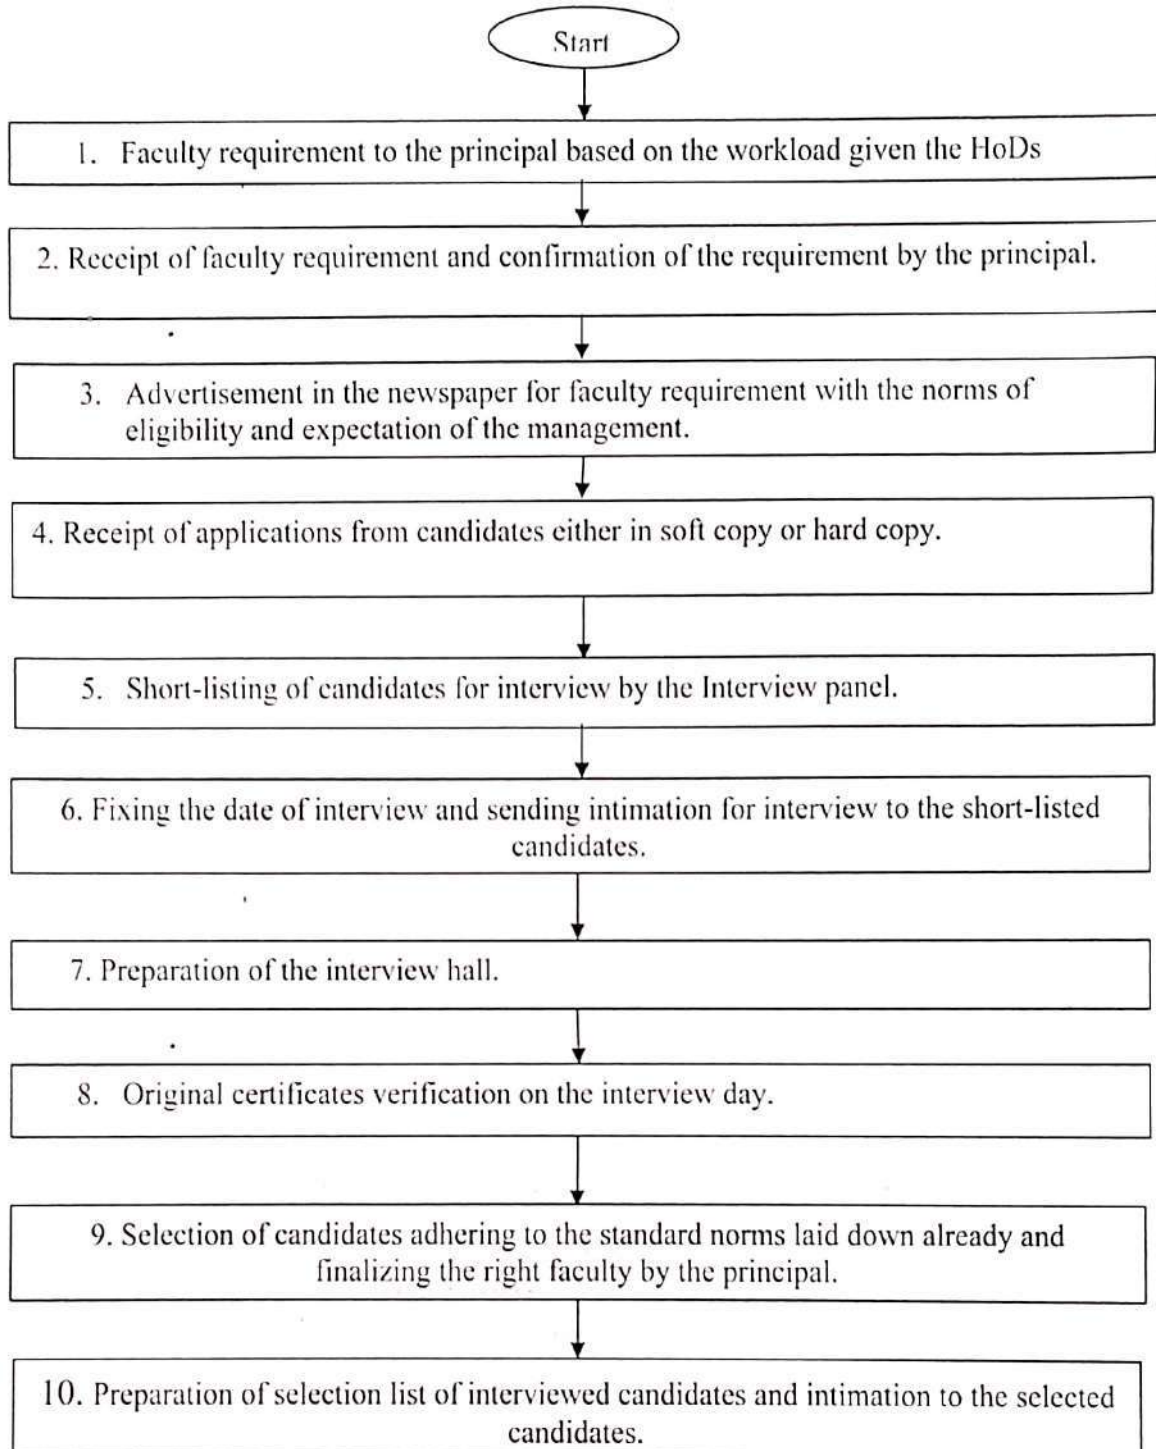 Start
1. Faculty requirement to the principal based on the workload given the HoDs
2. Receipt of faculty requirement and confirmation of the requirement by the principal.
3. Advertisement in the newspaper for faculty requirement with the norms of
eligibility and expectation of the management.
4. Receipt of applications from candidates either in soft copy or hard copy.
5. Short-listing of candidates for interview by the Interview panel.
6. Fixing the date of interview and sending intimation for interview to the short-listed
candidates.
7. Preparation of the interview hall.
8. Original certificates verification on the interview day.
9. Selection of candidates adhering to the standard norms laid down already and
finalizing the right faculty by the principal.
10. Preparation of selection list of interviewed candidates and intimation to the selected
candidates.